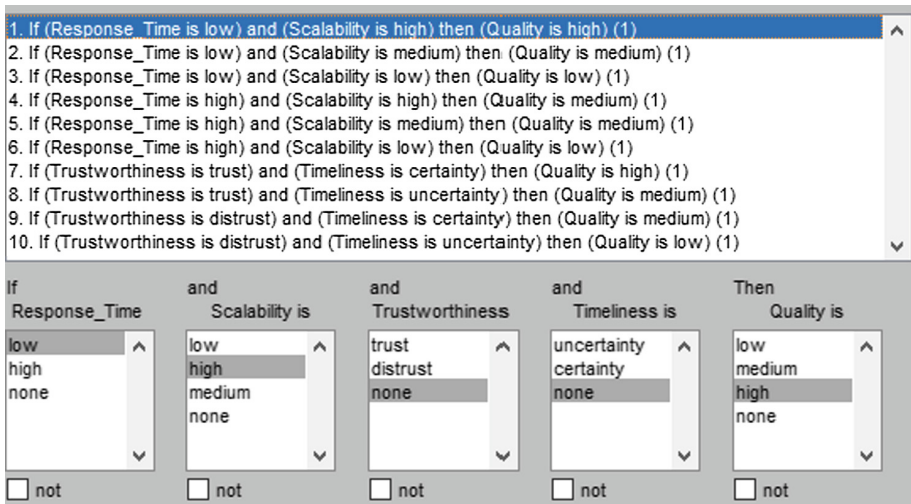 1. If (Response_Time is low) and (Scalability is high) then (Quality is high) (1)
2. If (Response_Time is low) and (Scalability is medium) then (Quality is medium) (1)
3. If (Response_Time is low) and (Scalability is low) then (Quality is low) (1)
4. If (Response_Time is high) and (Scalability is high) then (Quality is medium) (1)
5. If (Response_Time is high) and (Scalability is medium) then (Quality is medium) (1)
6. If (Response_Time is high) and (Scalability is low) then (Quality is low) (1)
7. If (Trustworthiness is trust) and (Timeliness is certainty) then (Quality is high) (1)
8. If (Trustworthiness is trust) and (Timeliness is uncertainty) then (Quality is medium) (1)
9. If (Trustworthiness is distrust) and (Timeliness is certainty) then (Quality is medium) (1)
10. If (Trustworthiness is distrust) and (Timeliness is uncertainty) then (Quality is low) (1)
If and and and Then
Response_Time Scalability is Trustworthiness Timeliness is Quality is
low low trust uncertainty low
high high distrust certainty medium
none medium none none high
none none
not not not not not